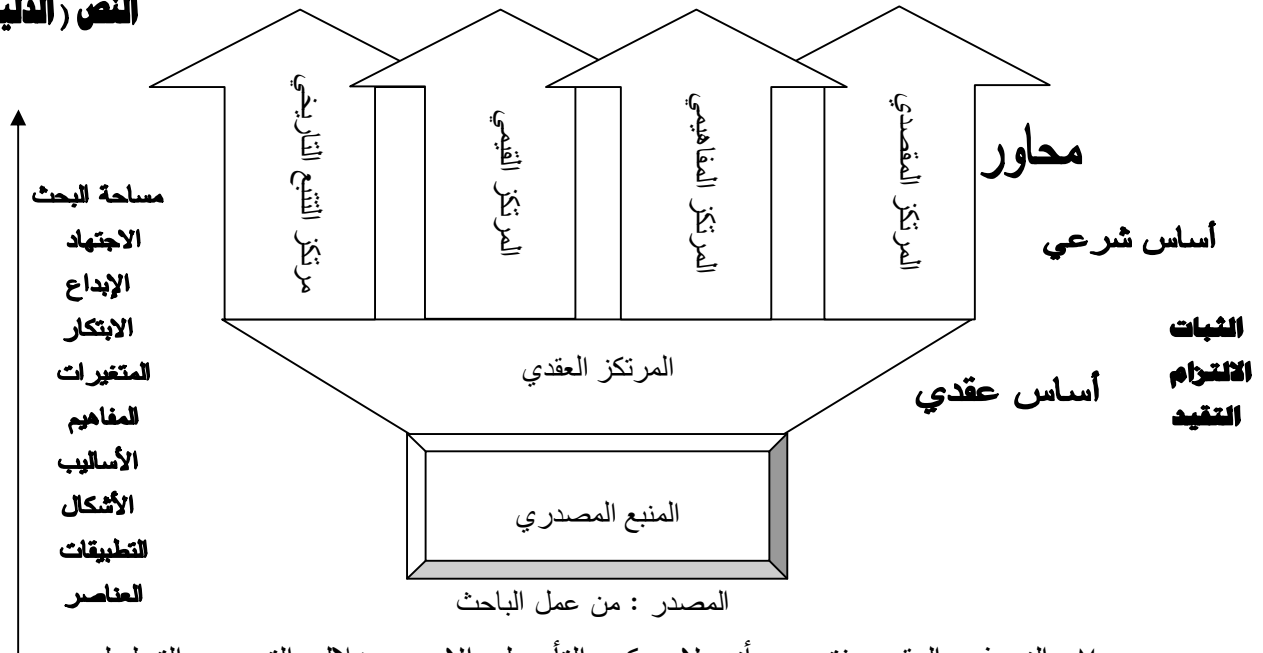 النص (
محاور
أساس شرعي
الثبات
الالتزام
التقيد
أساس عقدي
المرتكز المقصدي
المرتكز المفاهيمي
المرتكز القيمي
مرتكز التتبع التاريخي
المرتكز العقدي
المنبع المصدري
مساحة البحث
الاجتهاد
الإبداع
الابتكار
المتغيرات
المفاهيم
الأساليب
الأشكال
التطبيقات
العناصر
المصدر : من عمل الباحث